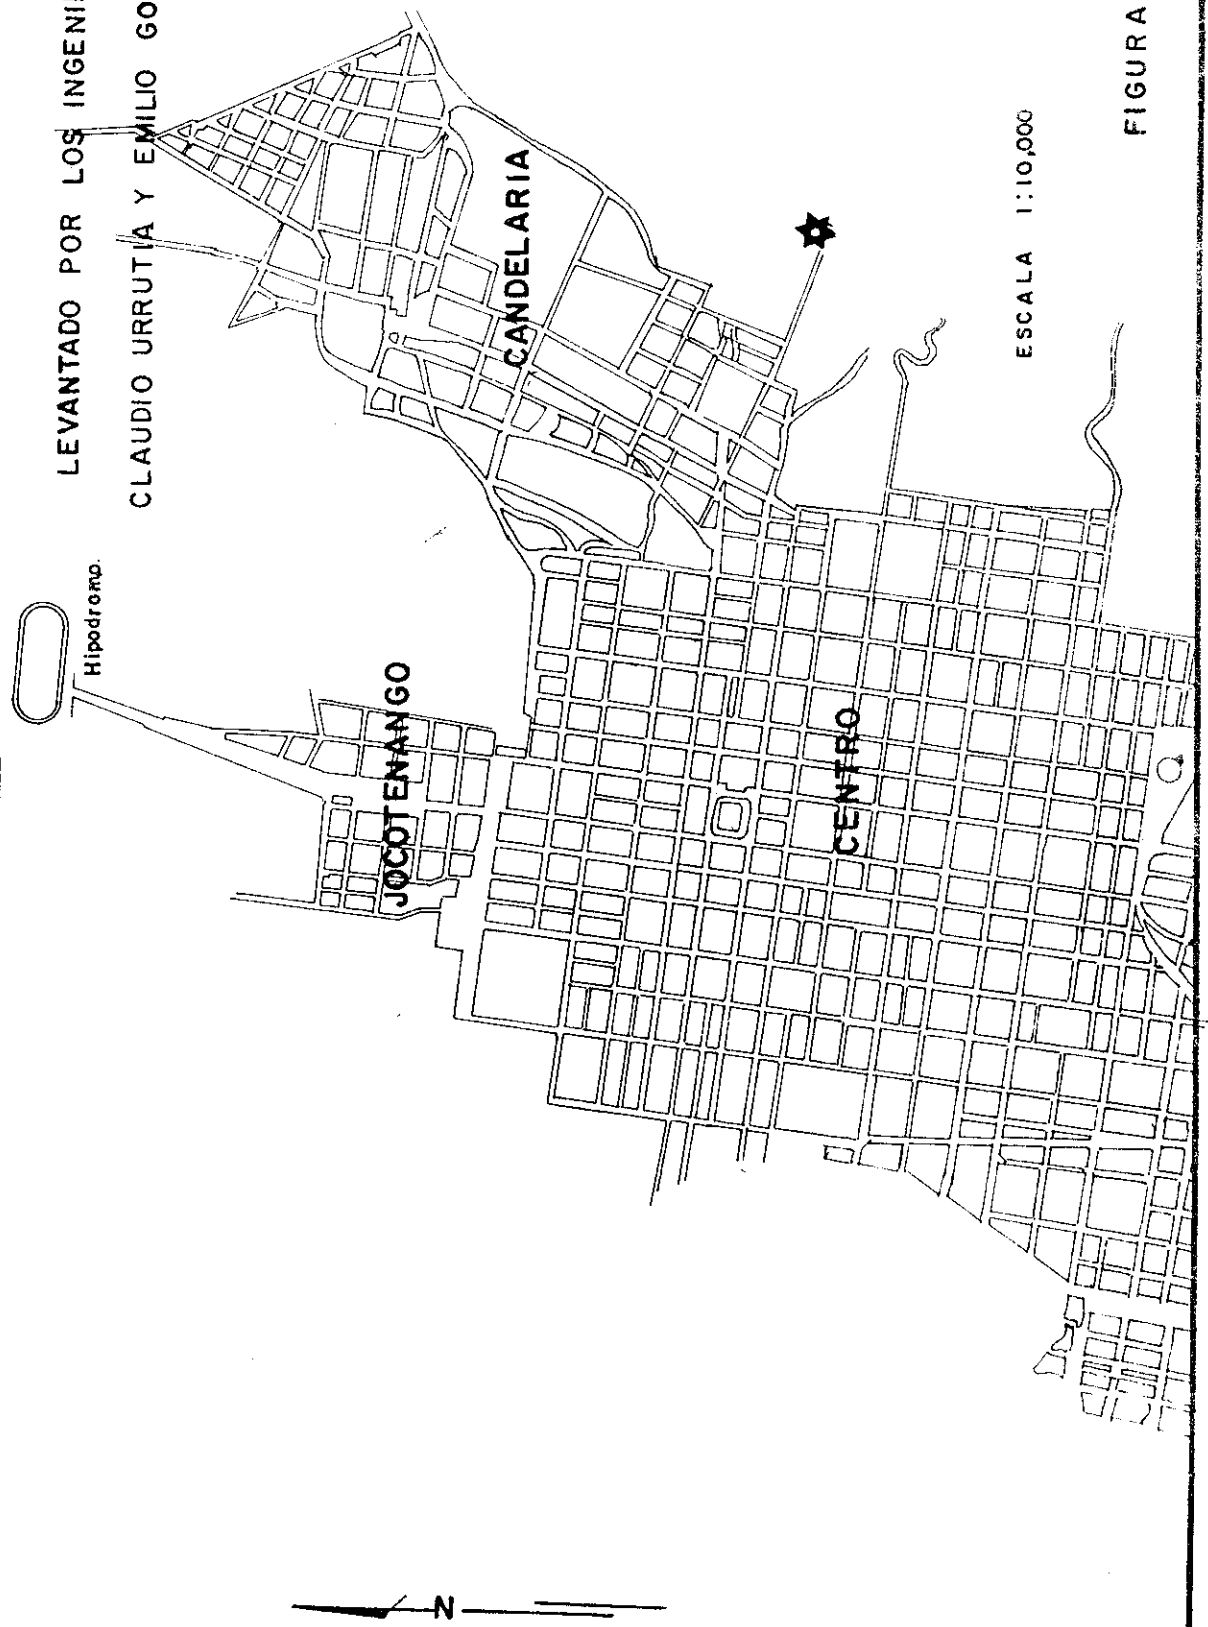 LEVANTADO POR LOS INGENI
CLAUDIO URRUTIA Y EMILIO GO
Hipodromo.
JOCOTENANGO
CANDELARIA
CENTRO
ESCALA 1:10,000
FIGURA
N